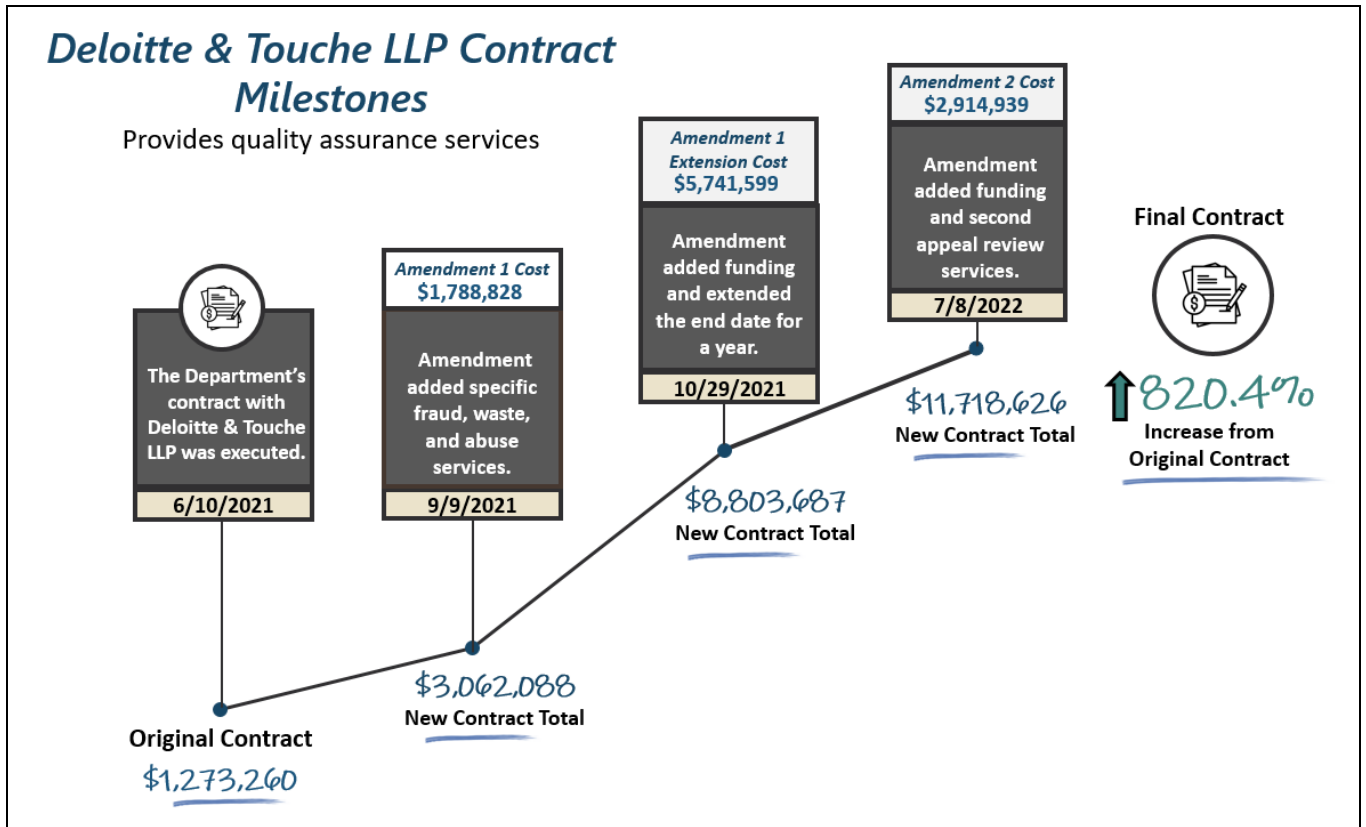 Deloitte & Touche LLP Contract
Milestones
Provides quality assurance services
The Department's
contract with
Deloitte & Touche
LLP was executed.
6/10/2021
Original Contract
$1,273,260
Amendment 1 Cost
$1,788,828
Amendment
added specific
fraud, waste,
and abuse
services.
9/9/2021
$3,062,088
New Contract Total
Amendment 1
Extension Cost
$5,741,599
Amendment
added funding
and extended
the end date for
a year.
10/29/2021
$8,803,687
New Contract Total
Amendment 2 Cost
$2,914,939
Amendment
added funding
and second
appeal review
services.
7/8/2022
$11,718,626
New Contract Total
Final Contract
$
820.4%
Increase from
Original Contract